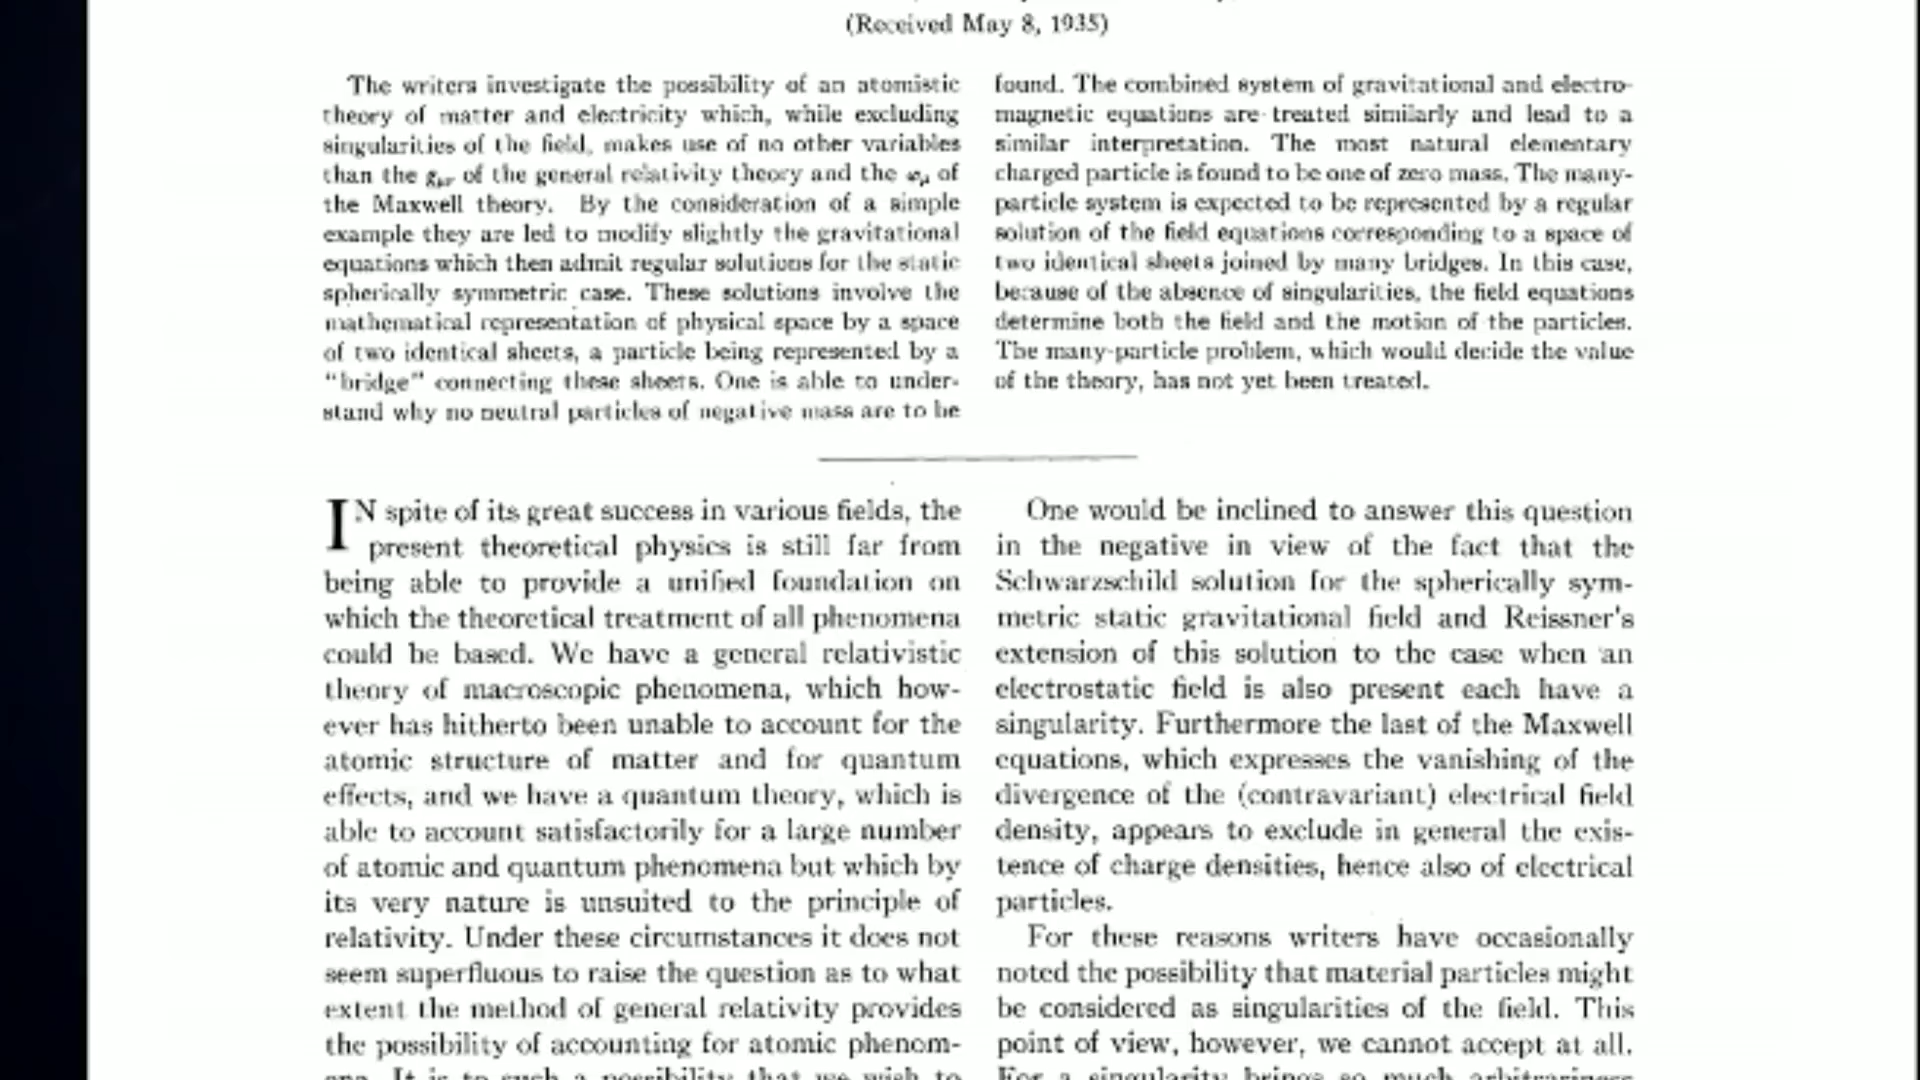 (Received May 8, 1935)
The writers investigate the possibility of an atomistic
theory of matter and electricity which, while excluding
singularities of the field, makes use of no other variables
than the gμν of the general relativity theory and the φμ of
the Maxwell theory. By the consideration of a simple
example they are led to modify slightly the gravitational
equations which then admit regular solutions for the static
spherically symmetric case. These solutions involve the
mathematical representation of physical space by a space
of two identical sheets, a particle being represented by a
"bridge" connecting these sheets. One is able to under-
stand why no neutral particles of negative mass are to be
found. The combined system of gravitational and electro-
magnetic equations are treated similarly and lead to a
similar interpretation. The most natural elementary
charged particle is found to be one of zero mass. The many-
particle system is expected to be represented by a regular
solution of the field equations corresponding to a space of
two identical sheets joined by many bridges. In this case,
because of the absence of singularities, the field equations
determine both the field and the motion of the particles.
The many-particle problem, which would decide the value
of the theory, has not yet been treated.
IN spite of its great success in various fields, the
present theoretical physics is still far from
being able to provide a unified foundation on
which the theoretical treatment of all phenomena
could be based. We have a general relativistic
theory of macroscopic phenomena, which how-
ever has hitherto been unable to account for the
atomic structure of matter and for quantum
effects, and we have a quantum theory, which is
able to account satisfactorily for a large number
of atomic and quantum phenomena but which by
its very nature is unsuited to the principle of
relativity. Under these circumstances it does not
seem superfluous to raise the question as to what
extent the method of general relativity provides
the possibility of accounting for atomic phenom-
ena. It is to such a possibility that we wish to
One would be inclined to answer this question
in the negative in view of the fact that the
Schwarzschild solution for the spherically sym-
metric static gravitational field and Reissner's
extension of this solution to the case when an
electrostatic field is also present each have a
singularity. Furthermore the last of the Maxwell
equations, which expresses the vanishing of the
divergence of the (contravariant) electrical field
density, appears to exclude in general the exis-
tence of charge densities, hence also of electrical
particles.
For these reasons writers have occasionally
noted the possibility that material particles might
be considered as singularities of the field. This
point of view, however, we cannot accept at all.
For a singularity brings so much arbitrariness